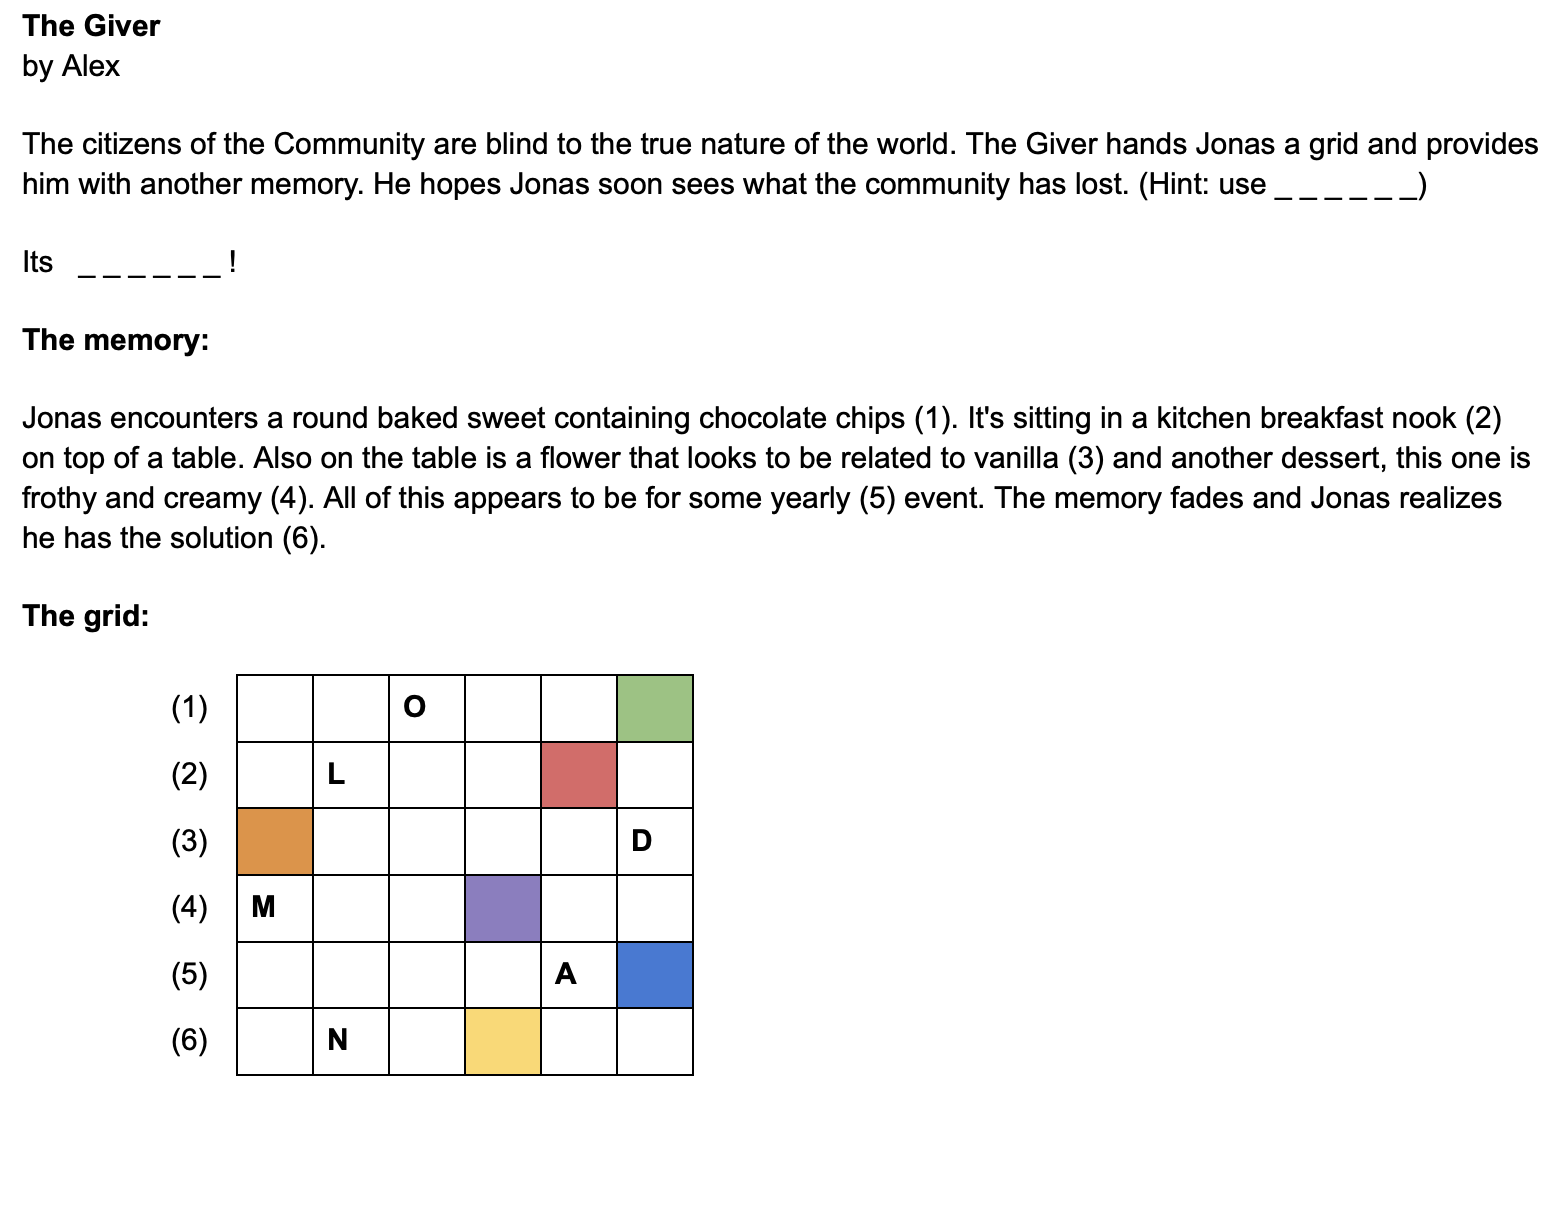 The Giver
by Alex
The citizens of the Community are blind to the true nature of the world. The Giver hands Jonas a grid and provides
him with another memory. He hopes Jonas soon sees what the community has lost. (Hint: use _ _ _ _ _ _)
Its _ _ _ _ _ _ !
The memory:
Jonas encounters a round baked sweet containing chocolate chips (1). It's sitting in a kitchen breakfast nook (2)
on top of a table. Also on the table is a flower that looks to be related to vanilla (3) and another dessert, this one is
frothy and creamy (4). All of this appears to be for some yearly (5) event. The memory fades and Jonas realizes
he has the solution (6).
The grid:
(1) O
(2) L
(3) D
(4) M
(5) A
(6) N